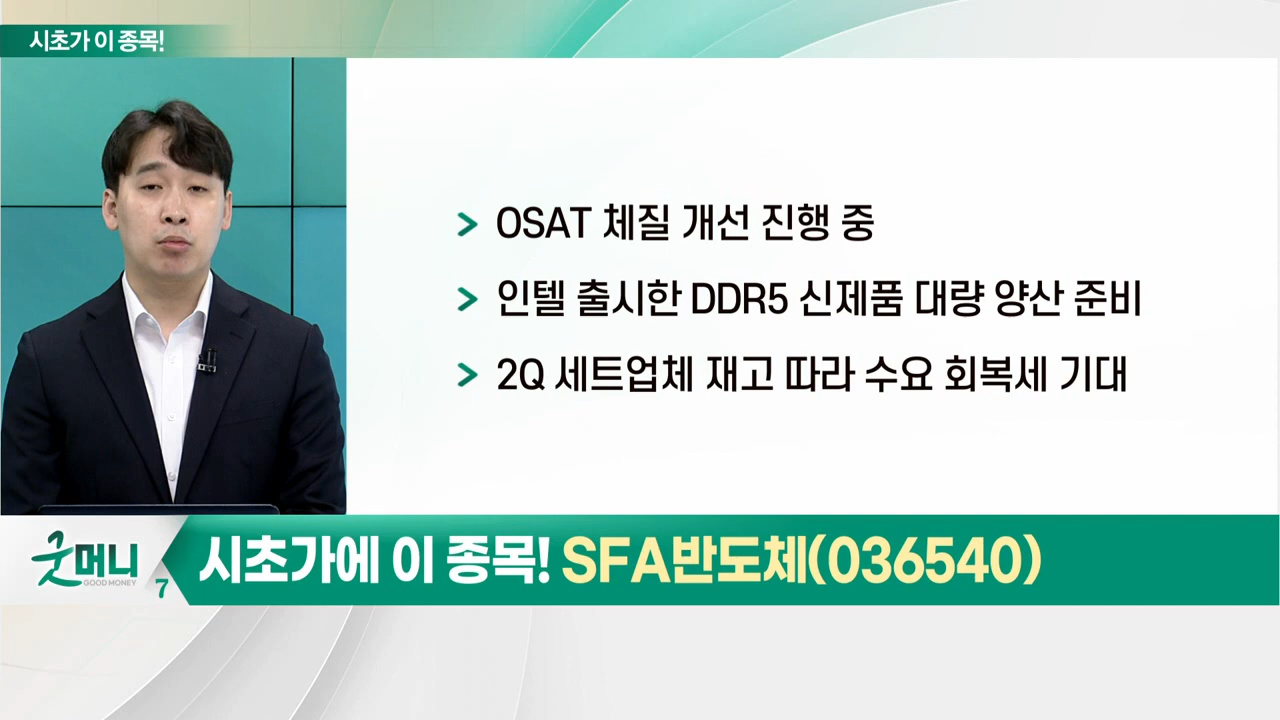 시초가 이 종목!
OSAT 체질 개선 진행 중
인텔 출시한 DDR5 신제품 대량 양산 준비
2Q 세트업체 재고 따라 수요 회복세 기대
굿머니
GOOD MONEY
7
시초가에 이 종목! SFA반도체(036540)